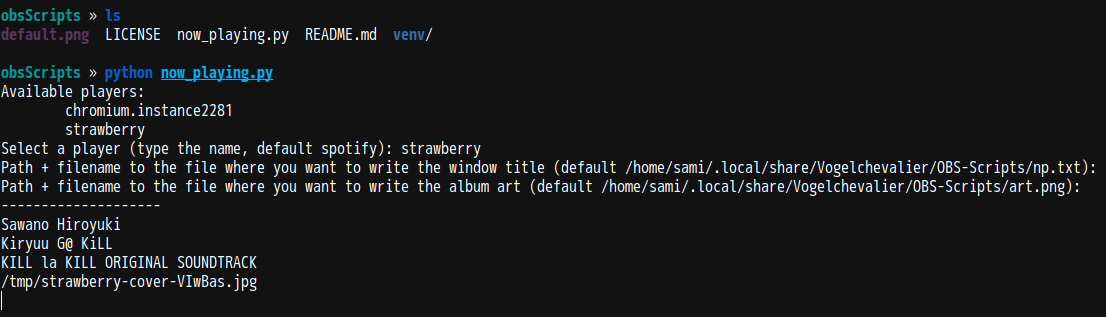 obsScripts » ls
default.png LICENSE now_playing.py README.md venv/
obsScripts » python now_playing.py
Available players:
chromium.instance2281
strawberry
Select a player (type the name, default spotify): strawberry
Path + filename to the file where you want to write the window title (default /home/sami/.local/share/Vogelchevalier/OBS-Scripts/np.txt):
Path + filename to the file where you want to write the album art (default /home/sami/.local/share/Vogelchevalier/OBS-Scripts/art.png):
--------------------
Sawano Hiroyuki
Kiryuu G@ KiLL
KILL la KILL ORIGINAL SOUNDTRACK
/tmp/strawberry-cover-VIwBas.jpg